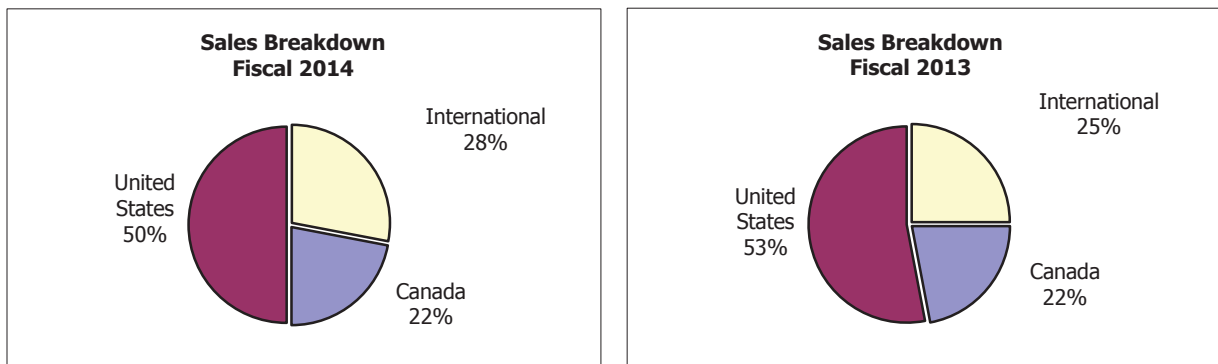 Sales Breakdown
Fiscal 2014
International
28%
United
States
50%
Canada
22%
Sales Breakdown
Fiscal 2013
International
25%
United
States
53%
Canada
22%